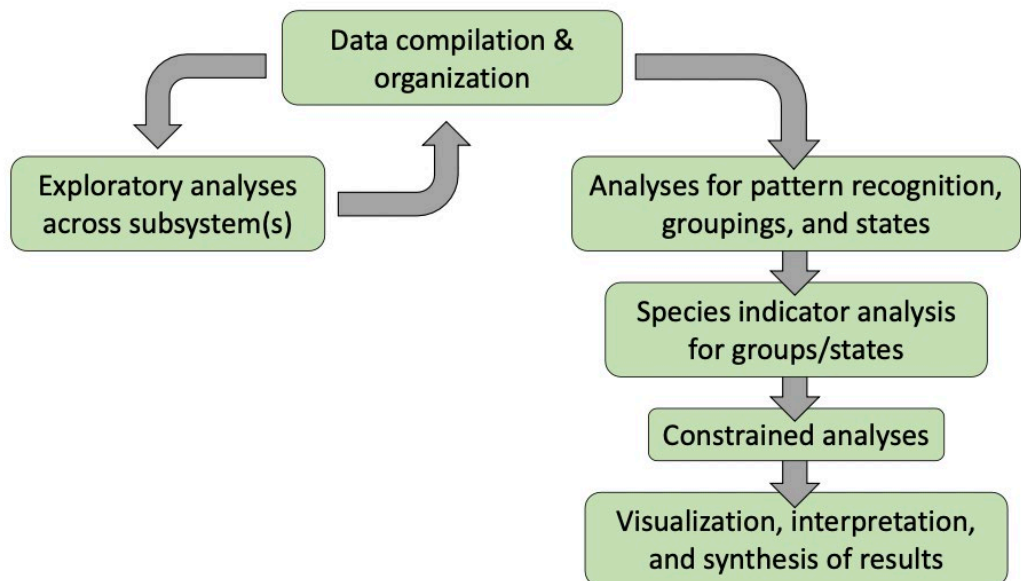 Data compilation &
organization
Exploratory analyses
across subsystem(s)
Analyses for pattern recognition,
groupings, and states
Species indicator analysis
for groups/states
Constrained analyses
Visualization, interpretation,
and synthesis of results